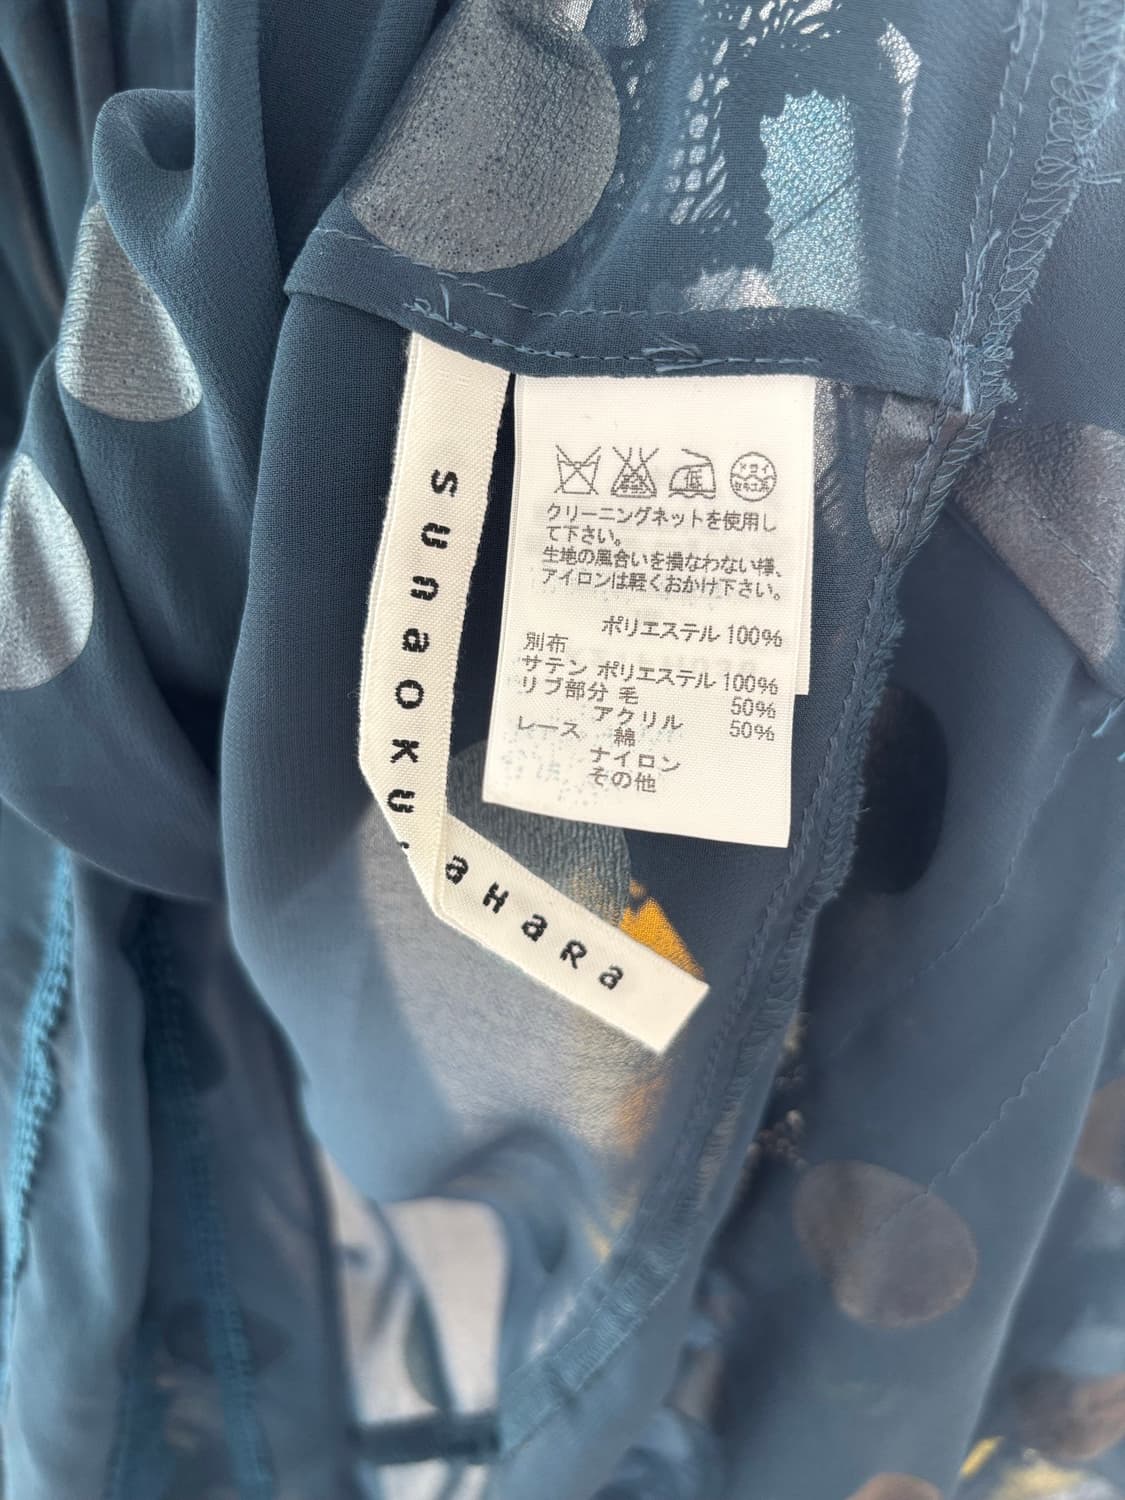 sunaoku
aHaRa
低
クリーニングネットを使用し
て下さい。
生地の風合いを損なわない様、
アイロンは軽くおかけ下さい。
ポリエステル 100%
別布
サテン ポリエステル 100%
リブ部分 毛 50%
アクリル 50%
レース 綿
ナイロン
その他